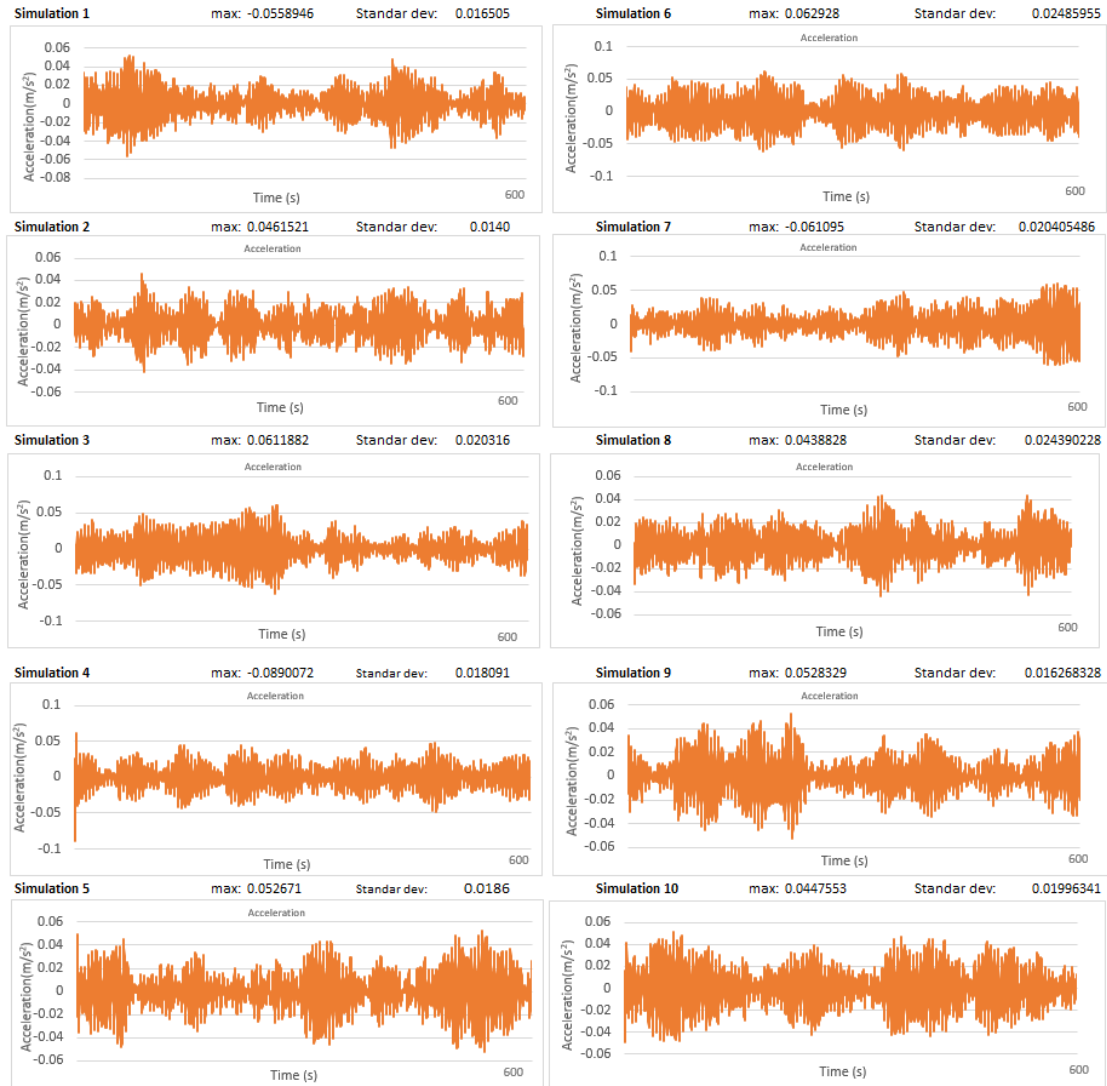 Simulation 1 max: -0.0558946 Standar dev: 0.016505
0.06
0.04
0.02
0
-0.02
-0.04
-0.06
-0.08
Acceleration(m/s²)
Time (s)
600
Simulation 6 max: 0.062928 Standar dev: 0.02485955
Acceleration
0.1
0.05
0
-0.05
-0.1
Acceleration(m/s²)
Time (s)
600
Simulation 2 max: 0.0461521 Standar dev: 0.0140
Acceleration
0.06
0.04
0.02
0
-0.02
-0.04
-0.06
Acceleration(m/s²)
Time (s)
600
Simulation 7 max: -0.061095 Standar dev: 0.020405486
Acceleration
0.1
0.05
0
-0.05
-0.1
Acceleration(m/s²)
Time (s)
600
Simulation 3 max: 0.0611882 Standar dev: 0.020316
Acceleration
0.1
0.05
0
-0.05
-0.1
Acceleration(m/s²)
Time (s)
600
Simulation 8 max: 0.0438828 Standar dev: 0.024390228
Acceleration
0.06
0.04
0.02
0
-0.02
-0.04
-0.06
Acceleration(m/s²)
Time (s)
600
Simulation 4 max: -0.0890072 Standar dev: 0.018091
Acceleration
0.1
0.05
0
-0.05
-0.1
Acceleration(m/s²)
Time (s)
600
Simulation 9 max: 0.0528329 Standar dev: 0.016268328
Acceleration
0.06
0.04
0.02
0
-0.02
-0.04
-0.06
Acceleration(m/s²)
Time (s)
600
Simulation 5 max: 0.052671 Standar dev: 0.0186
Acceleration
0.06
0.04
0.02
0
-0.02
-0.04
-0.06
Acceleration(m/s²)
Time (s)
600
Simulation 10 max: 0.0447553 Standar dev: 0.01996341
Acceleration
0.06
0.04
0.02
0
-0.02
-0.04
-0.06
Acceleration(m/s²)
Time (s)
600